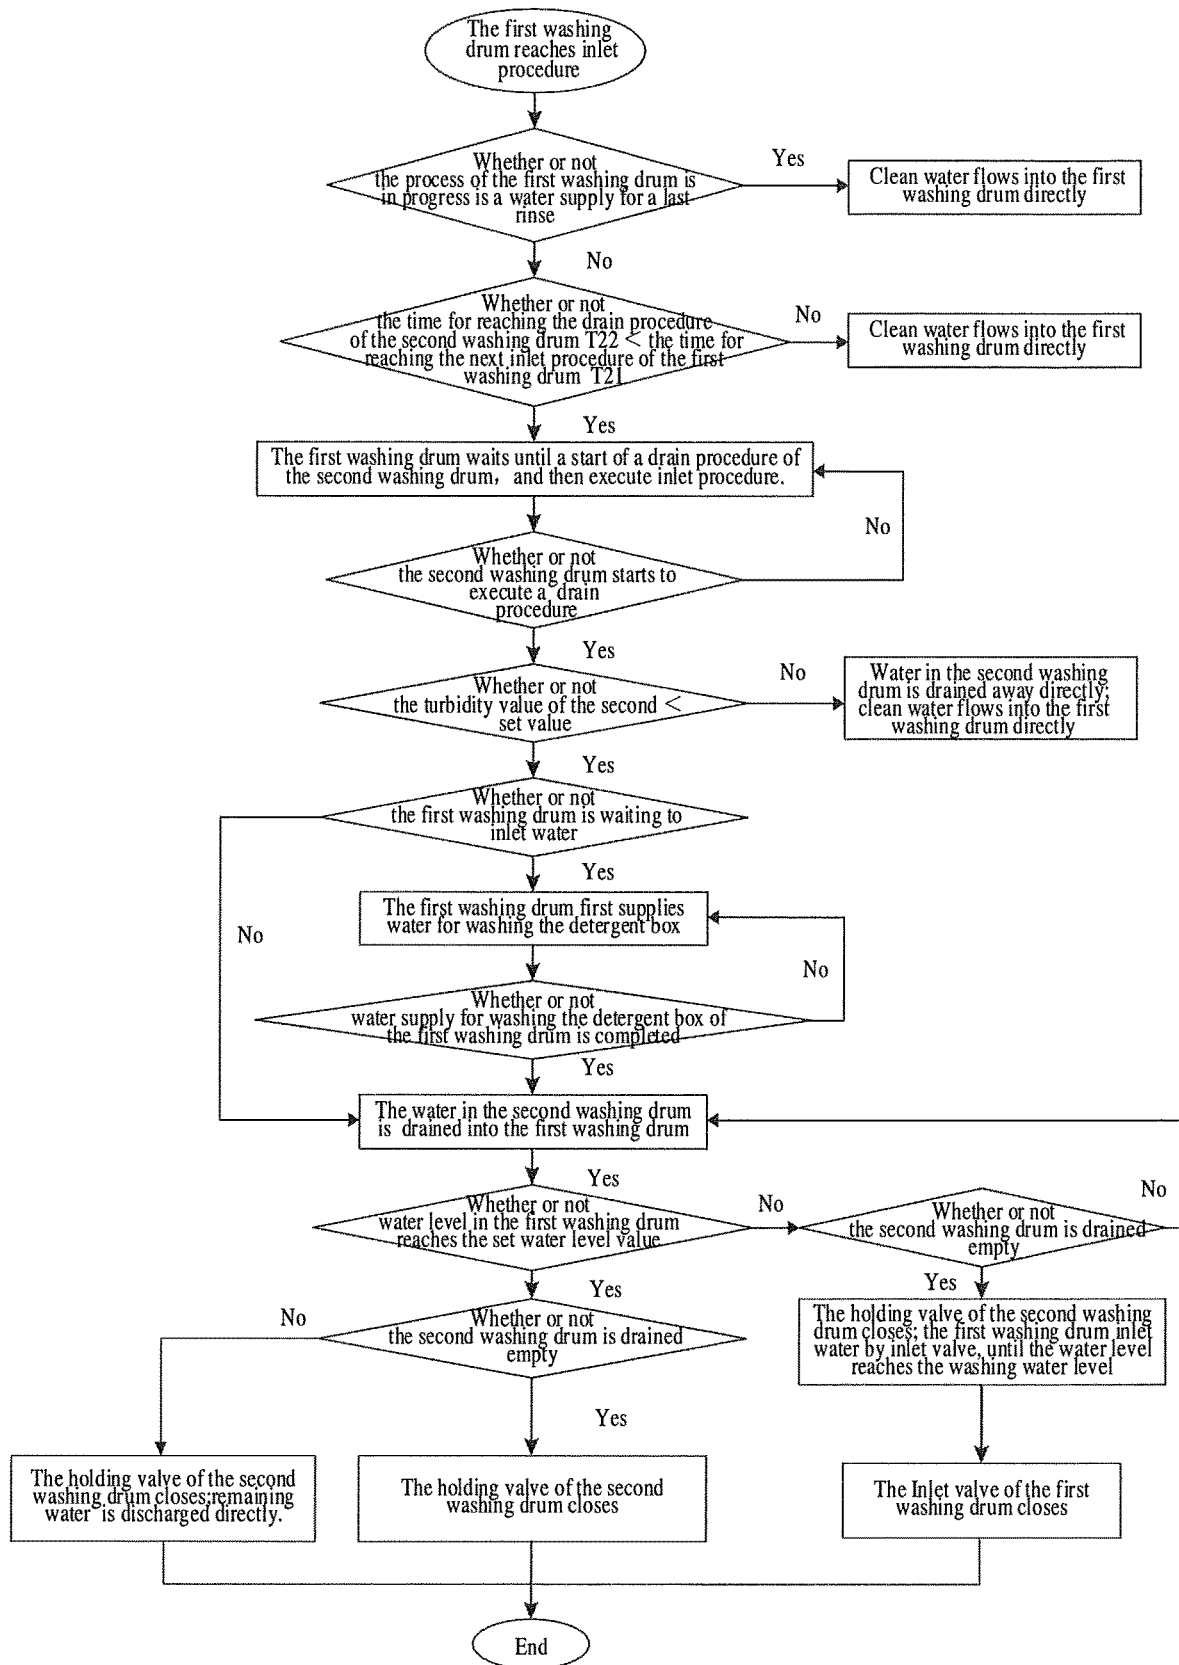 The first washing
drum reaches inlet
procedure
Whether or not
the process of the first washing drum is
in progress is a water supply for a last
rinse
Yes
Clean water flows into the first
washing drum directly
No
Whether or not
the time for reaching the drain procedure
of the second washing drum T22 < the time for
reaching the next inlet procedure of the first
washing drum T21
No
Clean water flows into the first
washing drum directly
Yes
The first washing drum waits until a start of a drain procedure of
the second washing drum, and then execute inlet procedure.
No
Whether or not
the second washing drum starts to
execute a drain
procedure
Yes
Whether or not
the turbidity value of the second <
set value
No
Water in the second washing
drum is drained away directly;
clean water flows into the first
washing drum directly
Yes
Whether or not
the first washing drum is waiting to
inlet water
Yes
No
The first washing drum first supplies
water for washing the detergent box
No
Whether or not
water supply for washing the detergent box of
the first washing drum is completed
Yes
The water in the second washing drum
is drained into the first washing drum
Yes
Whether or not
water level in the first washing drum
reaches the set water level value
No
Whether or not
the second washing drum is drained
empty
No
Yes
Yes
No
Whether or not
the second washing drum is drained
empty
The holding valve of the second washing
drum closes; the first washing drum inlet
water by inlet valve, until the water level
reaches the washing water level
Yes
The holding valve of the second
washing drum closes;remaining
water is discharged directly.
The holding valve of the second
washing drum closes
The Inlet valve of the first
washing drum closes
End